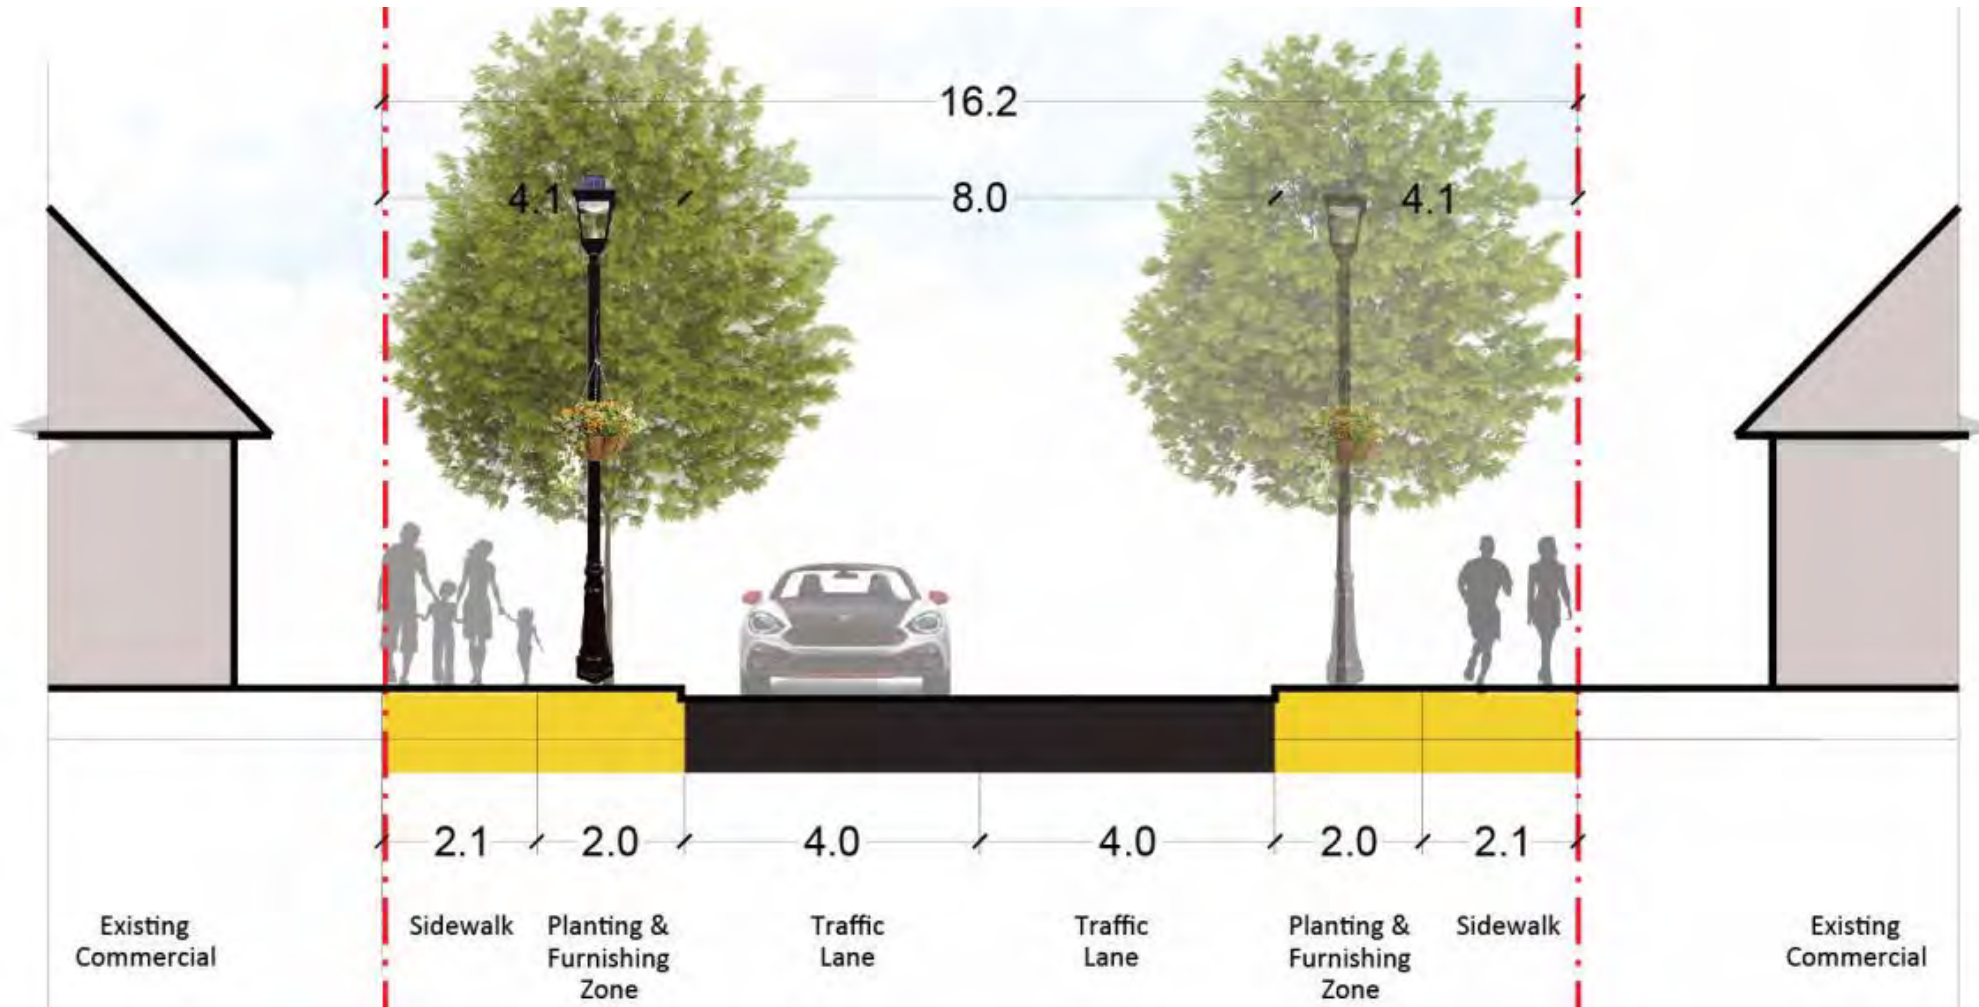 16.2
4.1
8.0
4.1
2.1
2.0
4.0
4.0
2.0
2.1
Existing
Commercial
Sidewalk
Planting &
Furnishing
Zone
Traffic
Lane
Traffic
Lane
Planting &
Furnishing
Zone
Sidewalk
Existing
Commercial